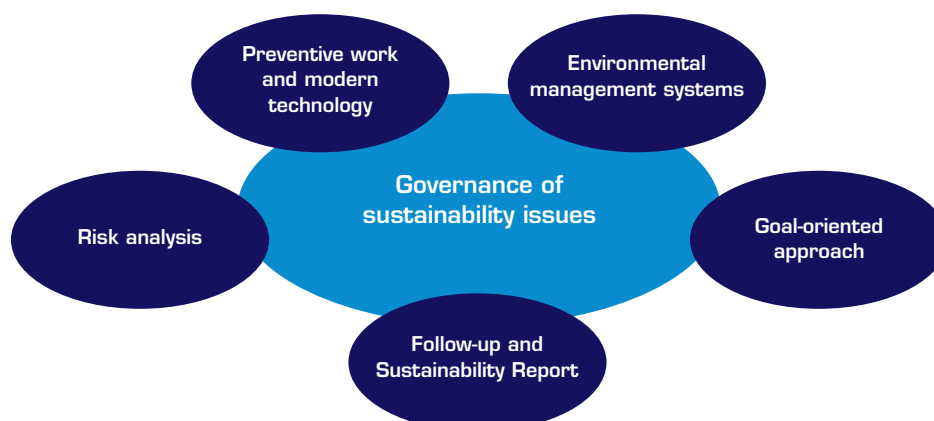 Preventive work
and modern
technology
Environmental
management systems
Governance of
sustainability issues
Risk analysis
Goal-oriented
approach
Follow-up and
Sustainability Report